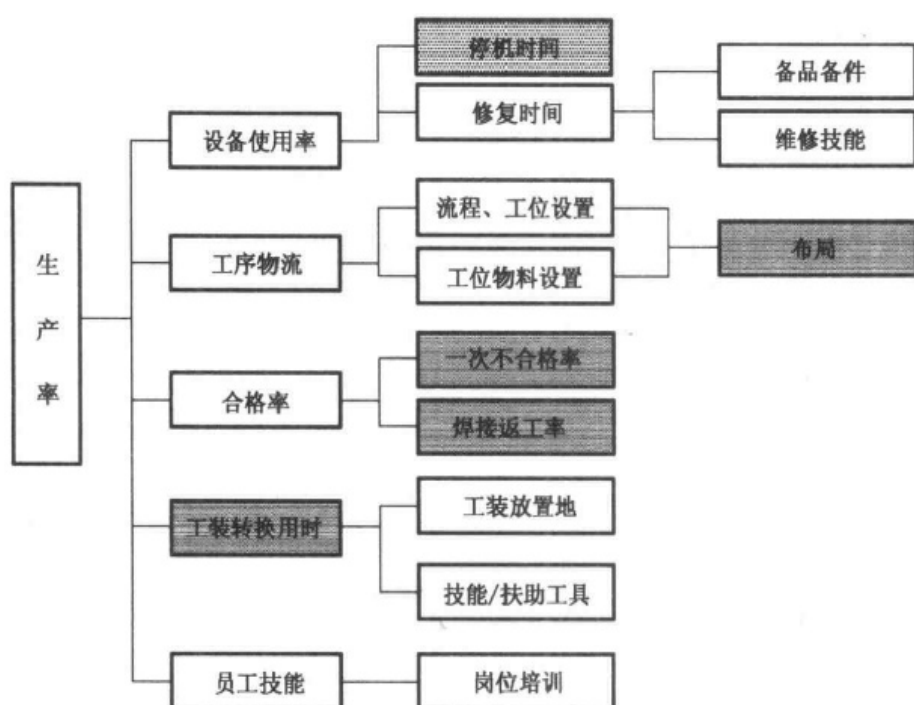 停机时间
备品备件
修复时间
设备使用率
维修技能
生产率
流程、工位设置
工序物流
布局
工位物料设置
一次不合格率
合格率
焊接返工率
工装放置地
工装转换用时
技能/扶助工具
员工技能
岗位培训